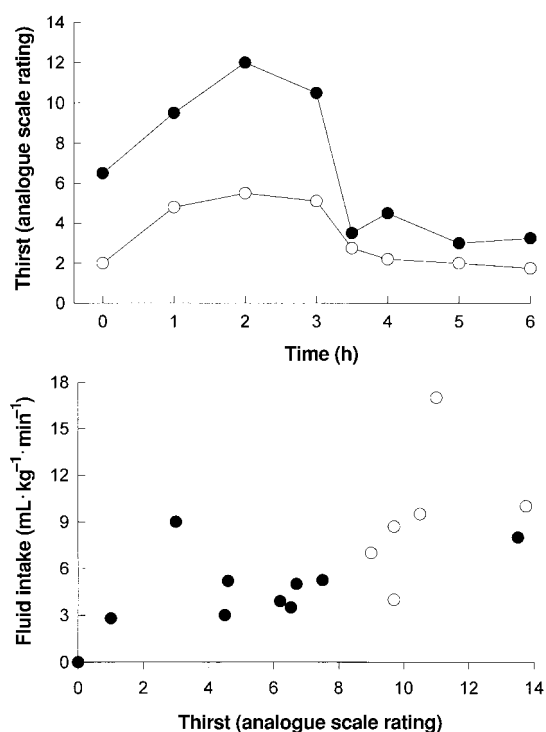 14
12
10
8
6
4
2
0
Thirst (analogue scale rating)
0 1 2 3 4 5 6
Time (h)
18
15
12
9
6
3
0
Fluid intake (mL·kg⁻¹·min⁻¹)
0 2 4 6 8 10 12 14
Thirst (analogue scale rating)